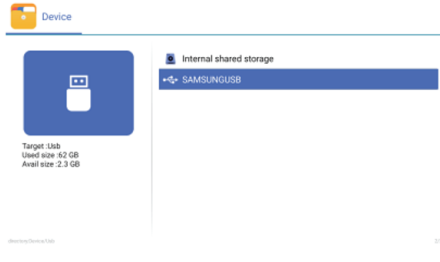 Device
Internal shared storage
SAMSUNGUSB
Target :Usb
Used size :62 GB
Avail size :2.3 GB